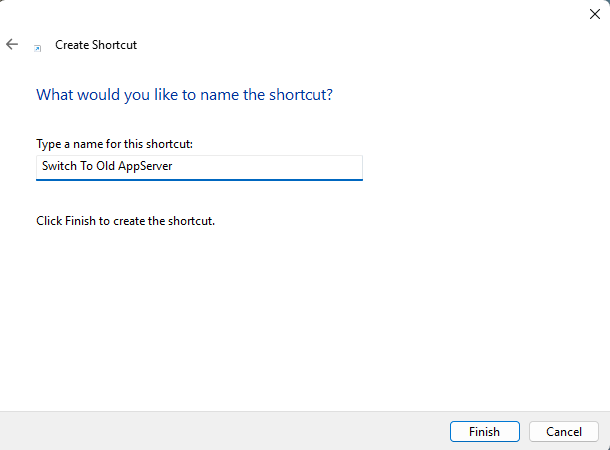 Create Shortcut
What would you like to name the shortcut?
Type a name for this shortcut:
Switch To Old AppServer
Click Finish to create the shortcut.
Finish Cancel